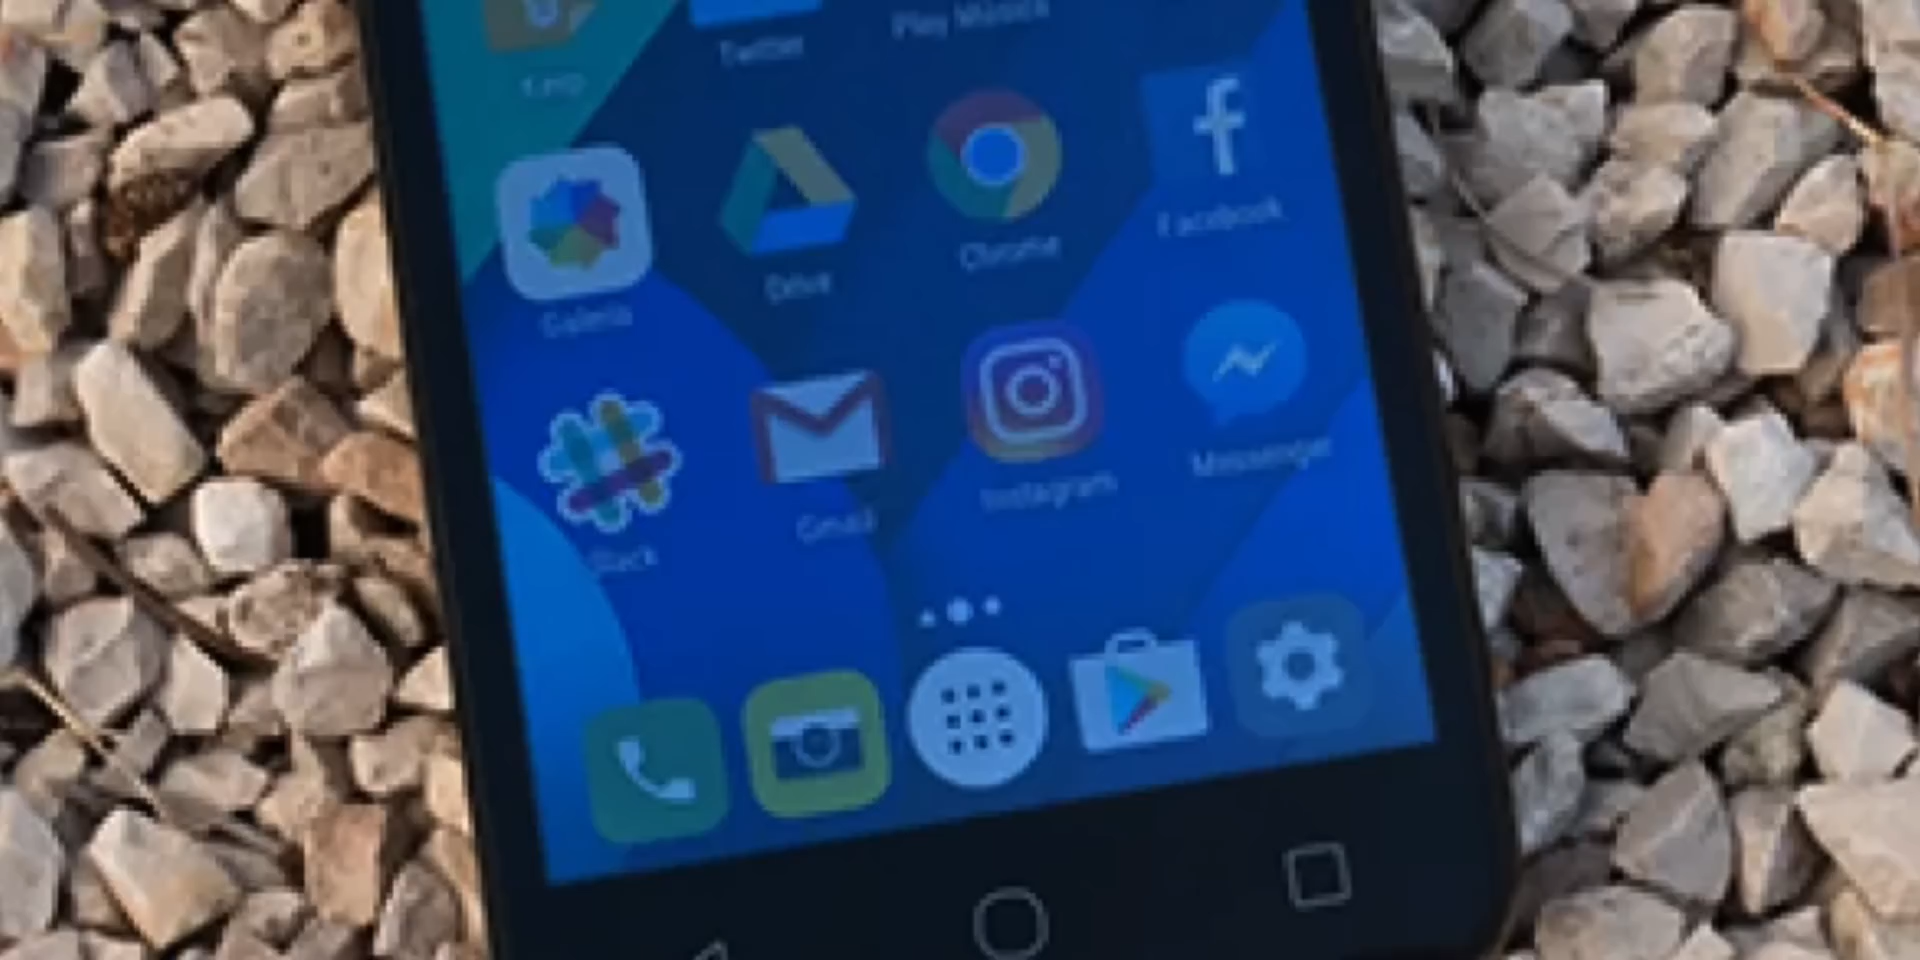 Twitter
Play Música
Galería
Drive
Chrome
Facebook
Slack
Gmail
Instagram
Messenger